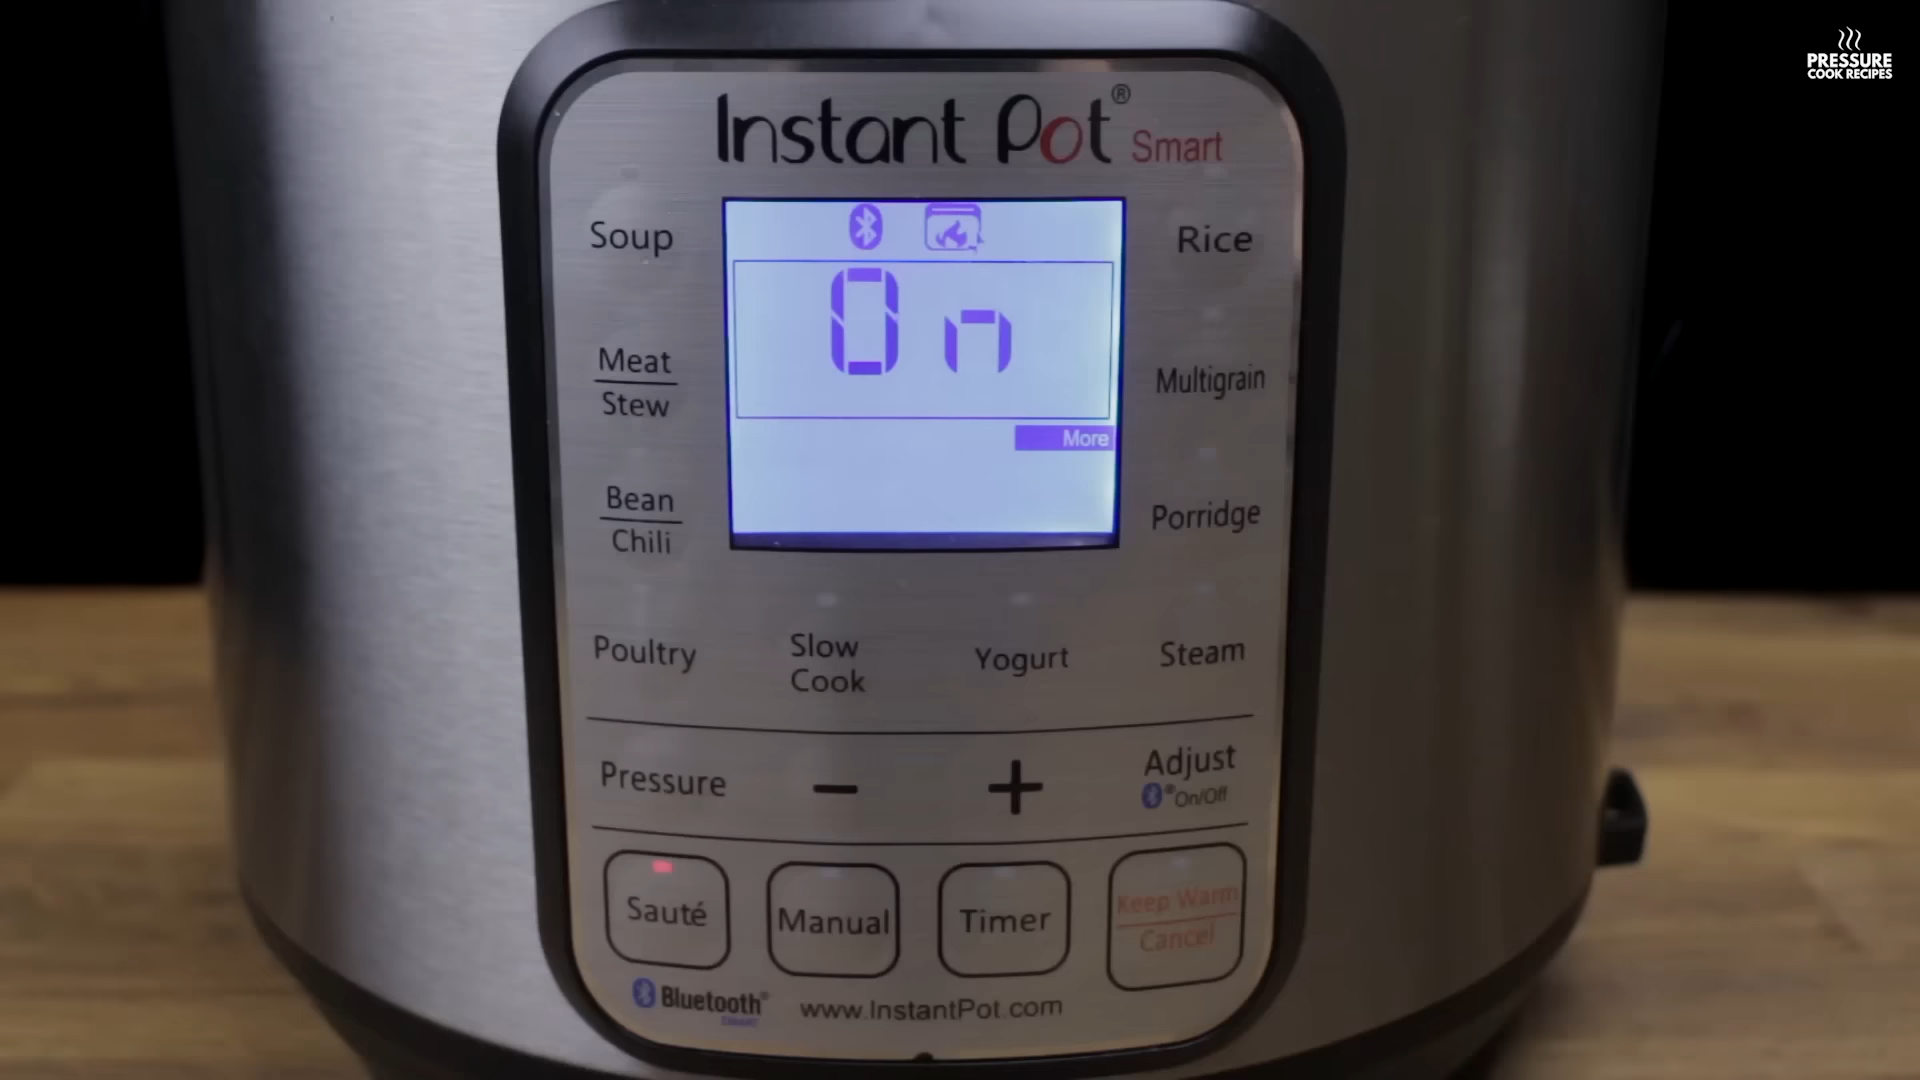 PRESSURE
COOK RECIPES
Instant Pot® Smart
Soup
Rice
On
Meat
Stew
Multigrain
More
Bean
Chili
Porridge
Poultry
Slow
Cook
Yogurt
Steam
Pressure
−
+
Adjust
® On/Off
Sauté
Manual
Timer
Keep Warm
Cancel
Bluetooth®
SMART
www.InstantPot.com